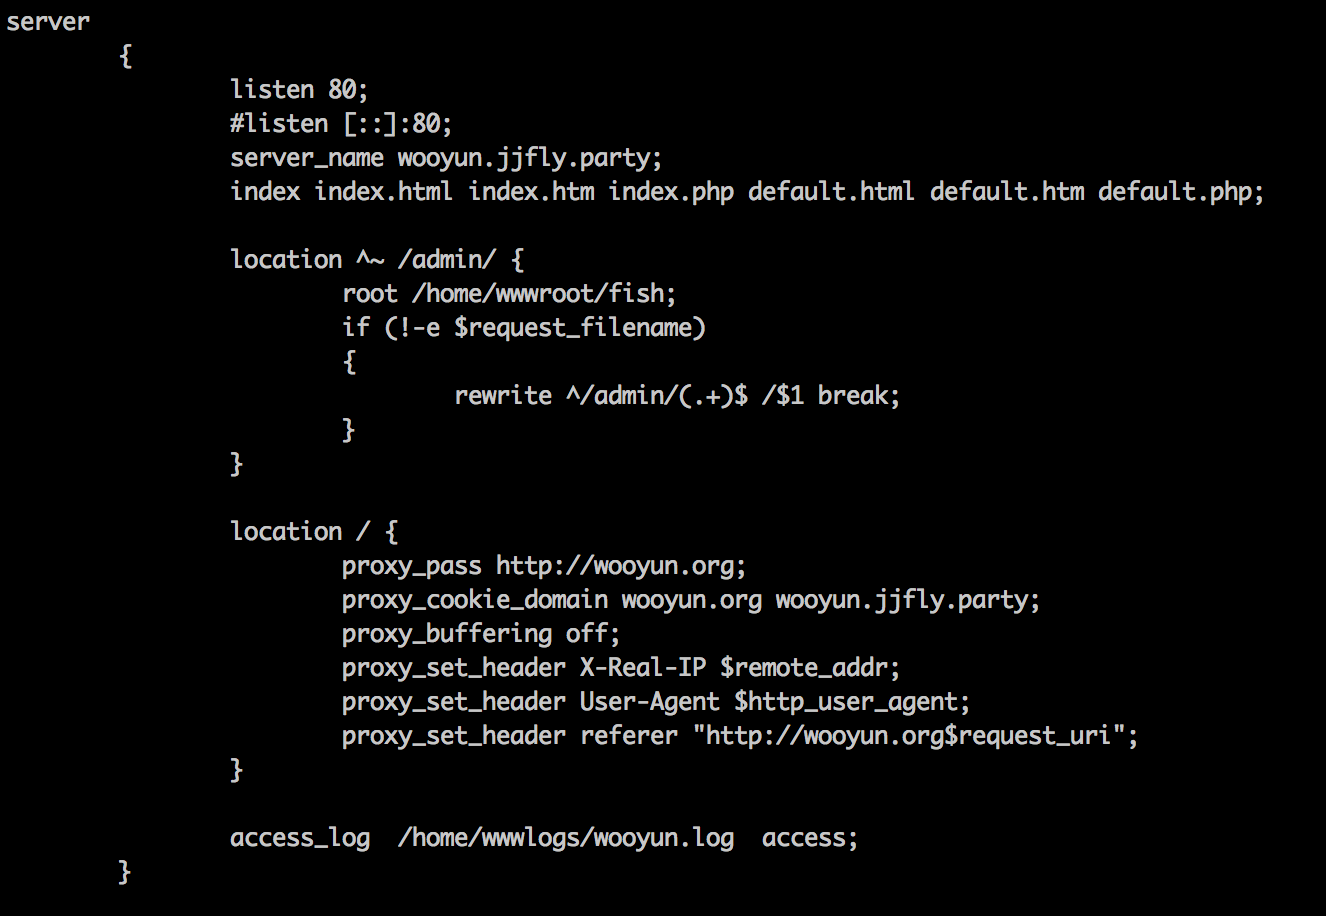 server
{
listen 80;
#listen [::]:80;
server_name wooyun.jjfly.party;
index index.html index.htm index.php default.html default.htm default.php;
location ^~ /admin/ {
root /home/wwwroot/fish;
if (!-e $request_filename)
{
rewrite ^/admin/(.+)$ /$1 break;
}
}
location / {
proxy_pass http://wooyun.org;
proxy_cookie_domain wooyun.org wooyun.jjfly.party;
proxy_buffering off;
proxy_set_header X-Real-IP $remote_addr;
proxy_set_header User-Agent $http_user_agent;
proxy_set_header referer "http://wooyun.org$request_uri";
}
access_log  /home/wwwlogs/wooyun.log  access;
}